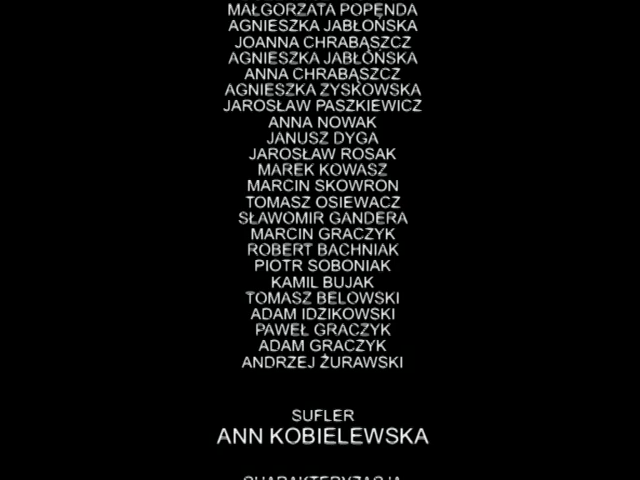 MAŁGORZATA POPENDA
AGNIESZKA JABŁOŃSKA
JOANNA CHRABĄSZCZ
AGNIESZKA JABŁOŃSKA
ANNA CHRABĄSZCZ
AGNIESZKA ZYSKOWSKA
JAROSŁAW PASZKIEWICZ
ANNA NOWAK
JANUSZ DYGA
JAROSŁAW ROSAK
MAREK KOWASZ
MARCIN SKOWRON
TOMASZ OSIEWACZ
SŁAWOMIR GANDERA
MARCIN GRACZYK
ROBERT BACHNIAK
PIOTR SOBONIAK
KAMIL BUJAK
TOMASZ BELOWSKI
ADAM IDZIKOWSKI
PAWEŁ GRACZYK
ADAM GRACZYK
ANDRZEJ ŻURAWSKI
SUFLER
ANN KOBIELEWSKA
CHARAKTERYZACJA